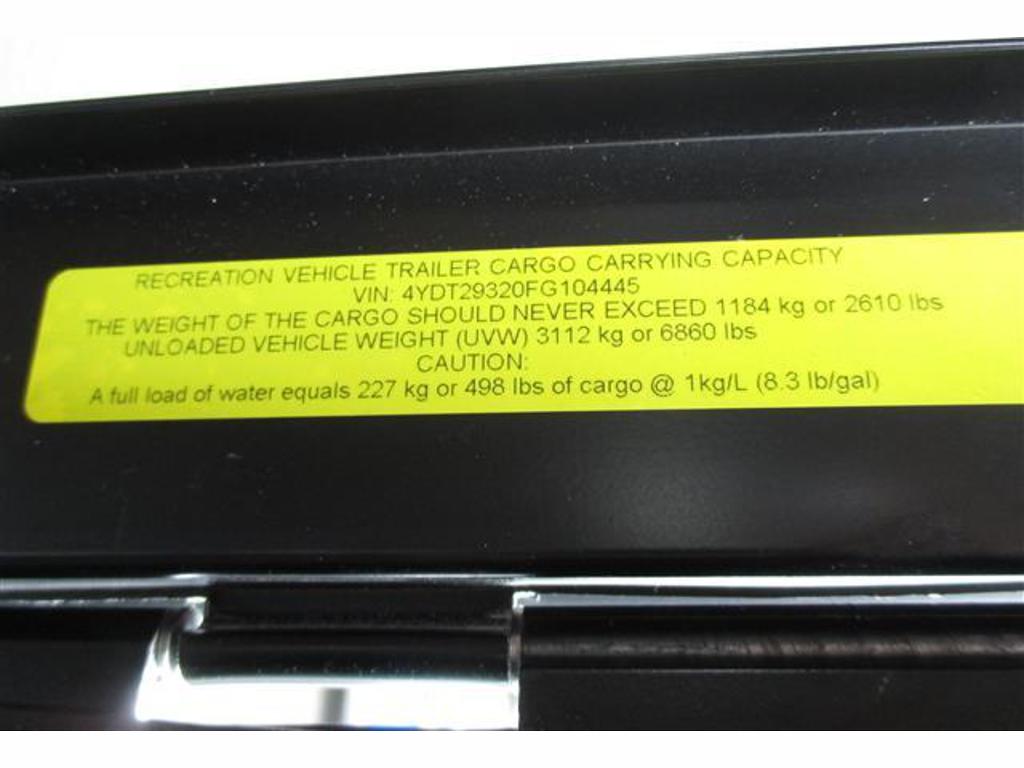 RECREATION VEHICLE TRAILER CARGO CARRYING CAPACITY
VIN: 4YDT29320FG104445
THE WEIGHT OF THE CARGO SHOULD NEVER EXCEED 1184 kg or 2610 lbs
UNLOADED VEHICLE WEIGHT (UVW) 3112 kg or 6860 lbs
CAUTION:
A full load of water equals 227 kg or 498 lbs of cargo @ 1kg/L (8.3 lb/gal)